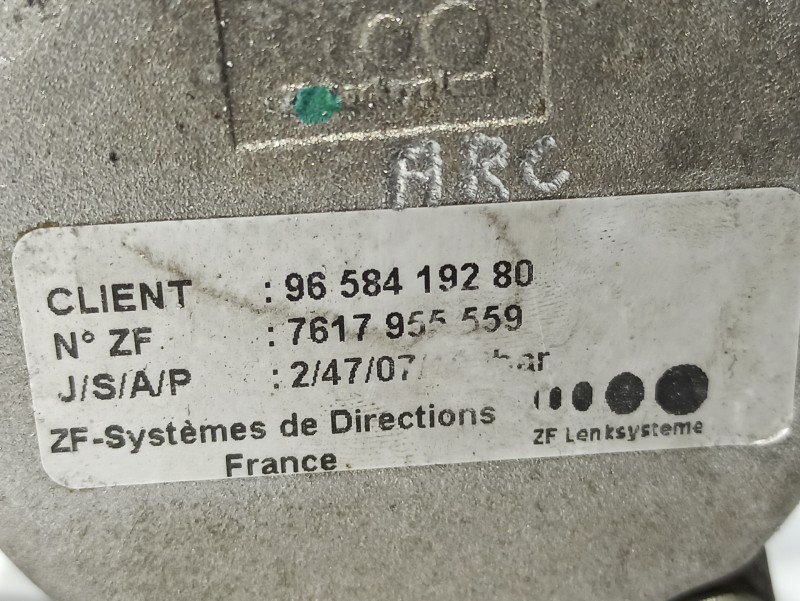 ARC
CLIENT : 96 584 192 80
N° ZF : 7617 955 559
J/S/A/P : 2/47/07/ bar
ZF-Systèmes de Directions
France
ZF Lenksysteme